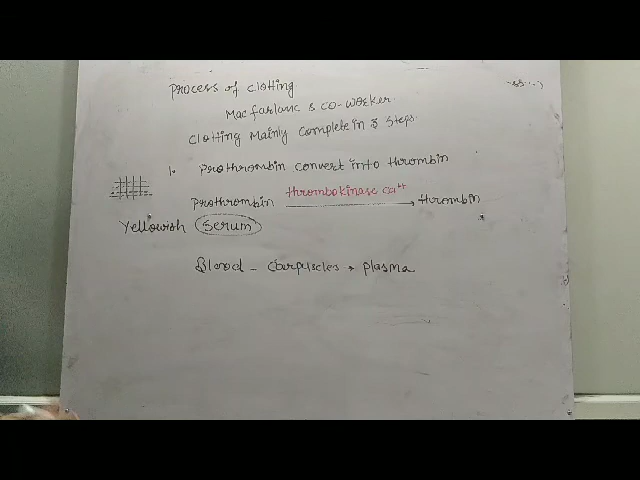 Process of Clotting.
Macfarlane & co-worker.
Clotting Mainly Complete in 3 Steps.
1. Prothrombin convert into thrombin
Prothrombin thrombokinase Ca++ → thrombin
Yellowish Serum
Blood - Corpuscles + plasma